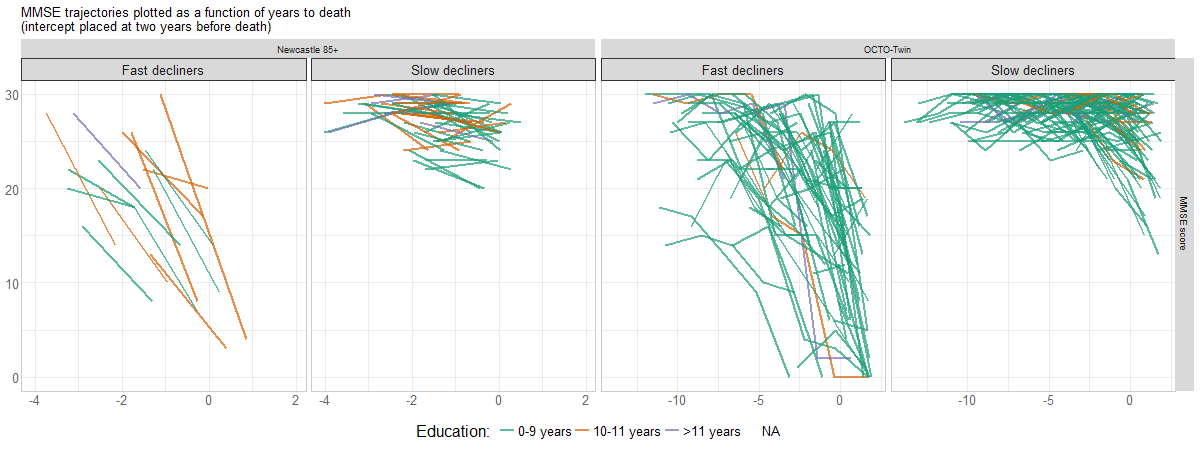 MMSE trajectories plotted as a function of years to death
(intercept placed at two years before death)
Newcastle 85+
OCTO-Twin
Fast decliners
Slow decliners
Fast decliners
Slow decliners
30
20
10
0
MMSE score
-4 -2 0 2
-4 -2 0 2
-10 -5 0
-10 -5 0
Education: 0-9 years 10-11 years >11 years NA